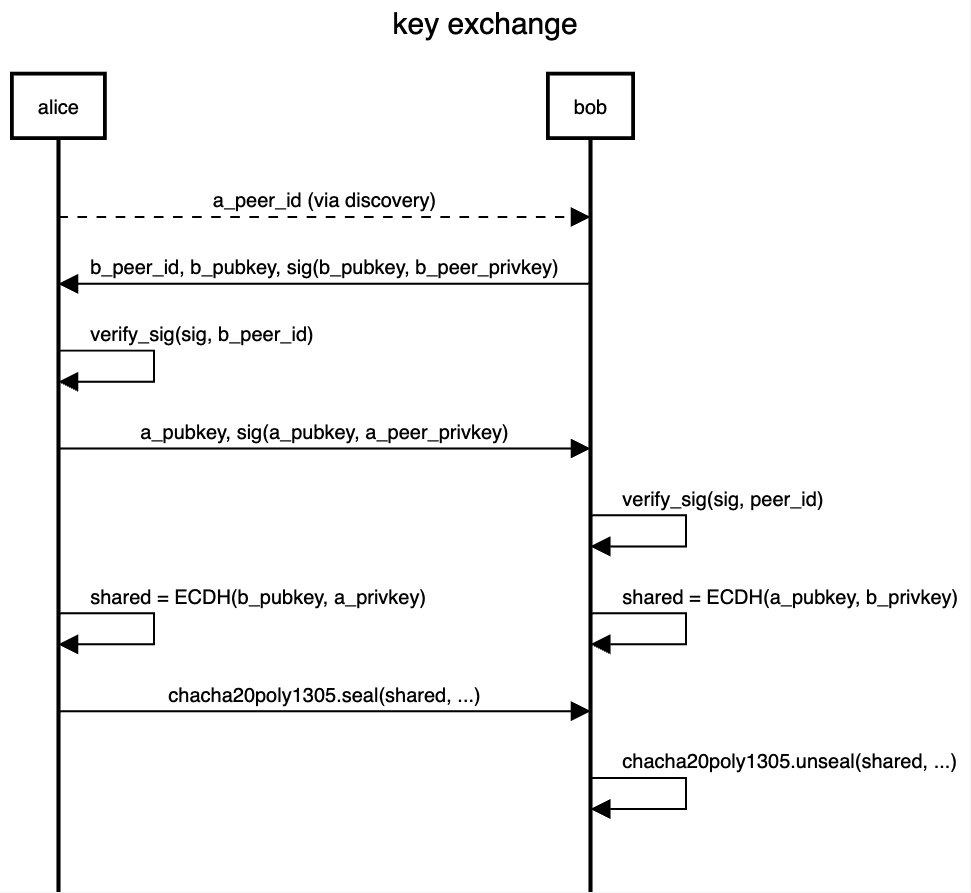 key exchange
alice
bob
a_peer_id (via discovery)
b_peer_id, b_pubkey, sig(b_pubkey, b_peer_privkey)
verify_sig(sig, b_peer_id)
a_pubkey, sig(a_pubkey, a_peer_privkey)
verify_sig(sig, peer_id)
shared = ECDH(b_pubkey, a_privkey)
shared = ECDH(a_pubkey, b_privkey)
chacha20poly1305.seal(shared, ...)
chacha20poly1305.unseal(shared, ...)